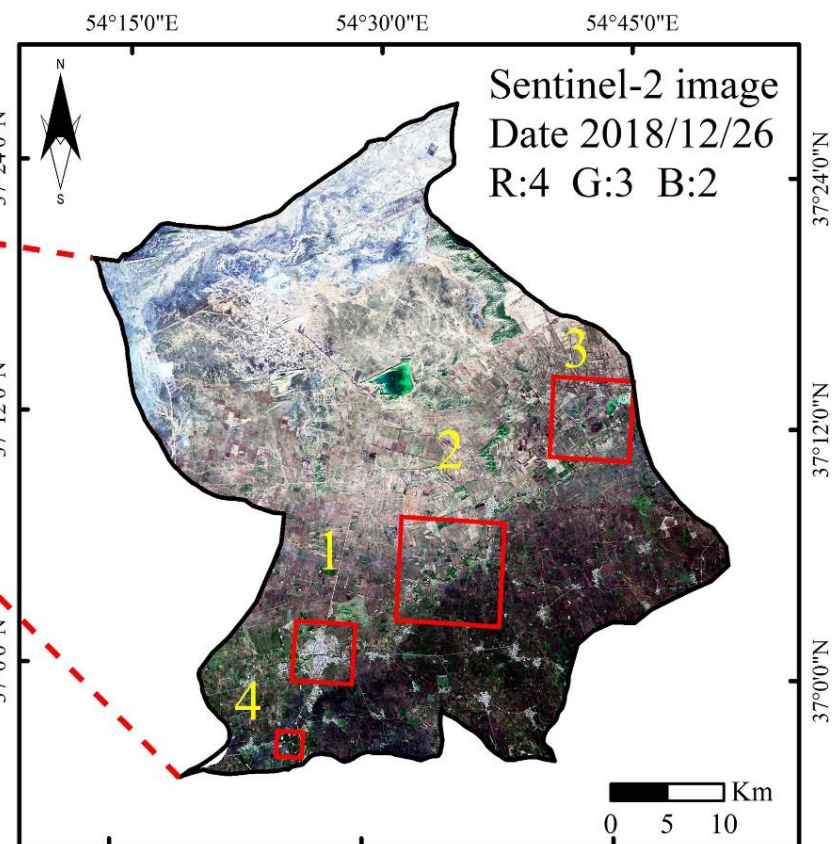 54°15'0"E 54°30'0"E 54°45'0"E
N
S
Sentinel-2 image
Date 2018/12/26
R:4 G:3 B:2
37°24'0"N
3
37°12'0"N
2
1
4
37°0'0"N
Km
0 5 10